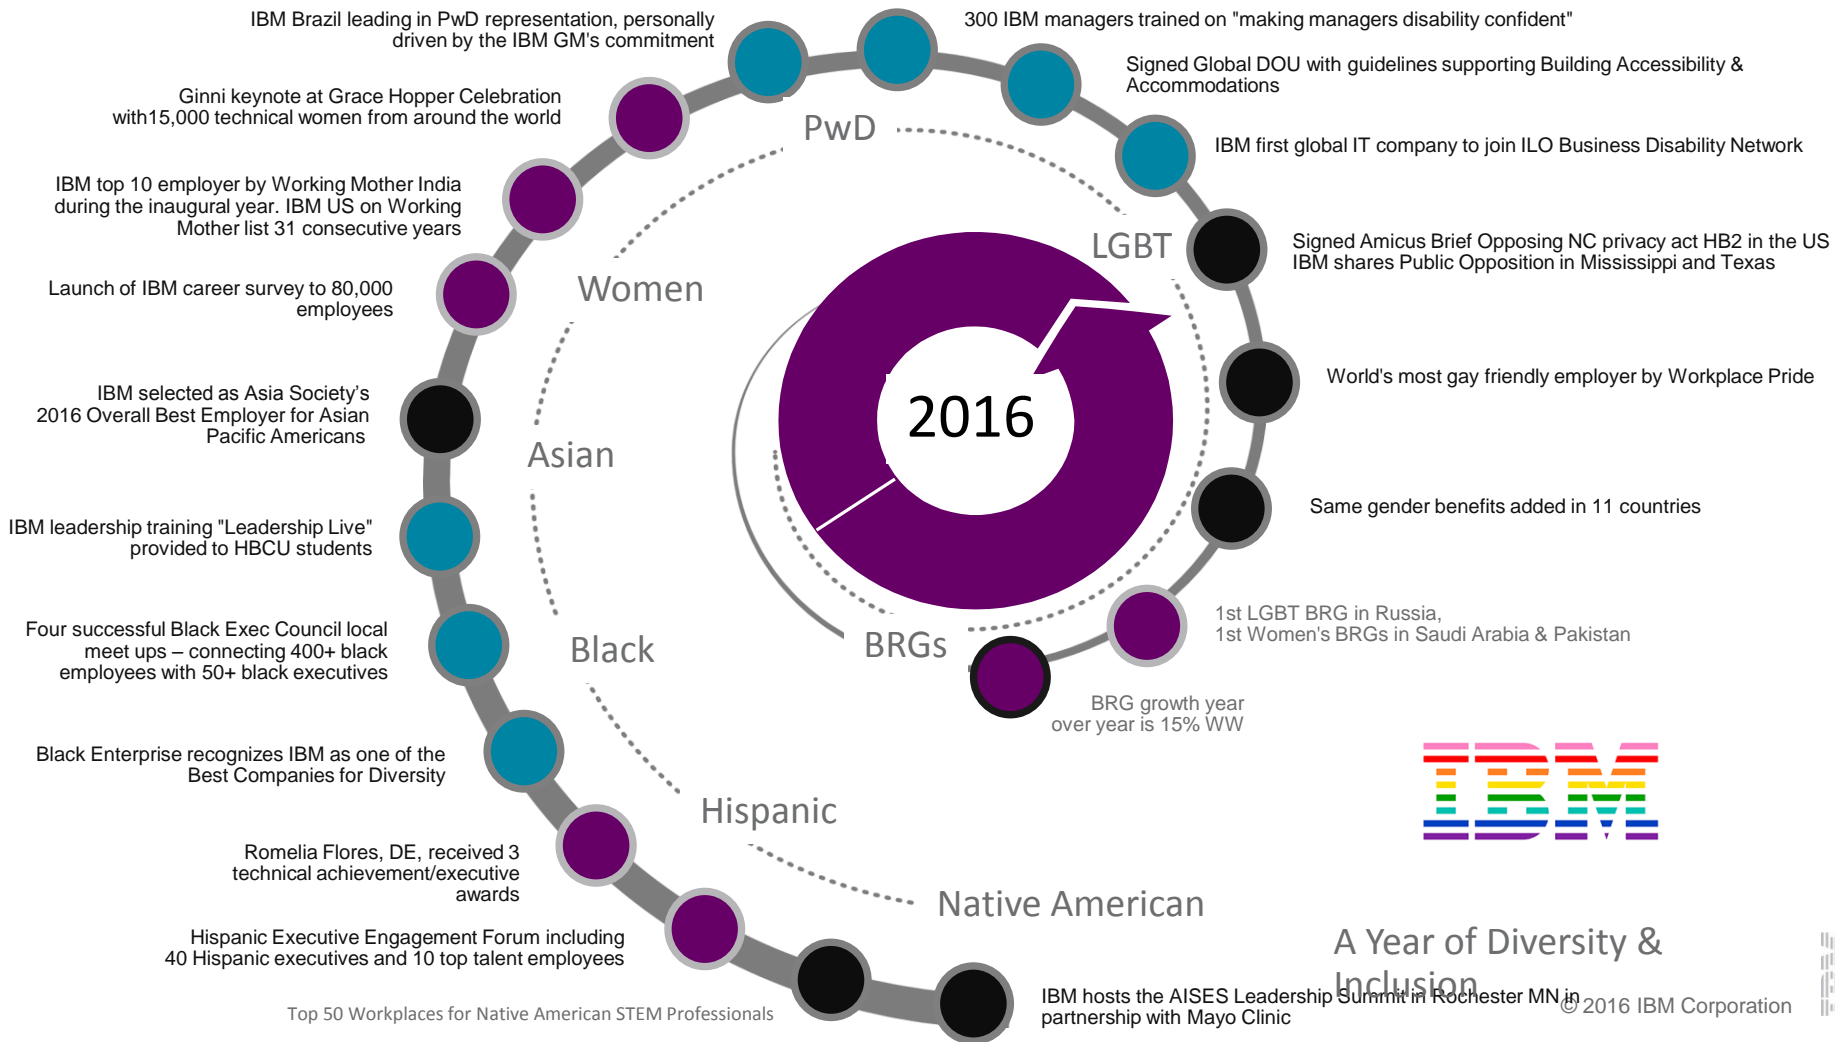 IBM Brazil leading in PwD representation, personally
driven by the IBM GM's commitment
300 IBM managers trained on "making managers disability confident"
Signed Global DOU with guidelines supporting Building Accessibility &
Accommodations
Ginni keynote at Grace Hopper Celebration
with15,000 technical women from around the world
PwD
IBM first global IT company to join ILO Business Disability Network
IBM top 10 employer by Working Mother India
during the inaugural year. IBM US on Working
Mother list 31 consecutive years
LGBT
Signed Amicus Brief Opposing NC privacy act HB2 in the US
IBM shares Public Opposition in Mississippi and Texas
Women
Launch of IBM career survey to 80,000
employees
World's most gay friendly employer by Workplace Pride
IBM selected as Asia Society’s
2016 Overall Best Employer for Asian
Pacific Americans
2016
Asian
Same gender benefits added in 11 countries
IBM leadership training "Leadership Live"
provided to HBCU students
1st LGBT BRG in Russia,
1st Women's BRGs in Saudi Arabia & Pakistan
Four successful Black Exec Council local
meet ups – connecting 400+ black
employees with 50+ black executives
Black
BRGs
BRG growth year
over year is 15% WW
Black Enterprise recognizes IBM as one of the
Best Companies for Diversity
IBM
Hispanic
Romelia Flores, DE, received 3
technical achievement/executive
awards
Native American
Hispanic Executive Engagement Forum including
40 Hispanic executives and 10 top talent employees
A Year of Diversity &
Inclusion
Top 50 Workplaces for Native American STEM Professionals
IBM hosts the AISES Leadership Summit in Rochester MN in
partnership with Mayo Clinic
© 2016 IBM Corporation